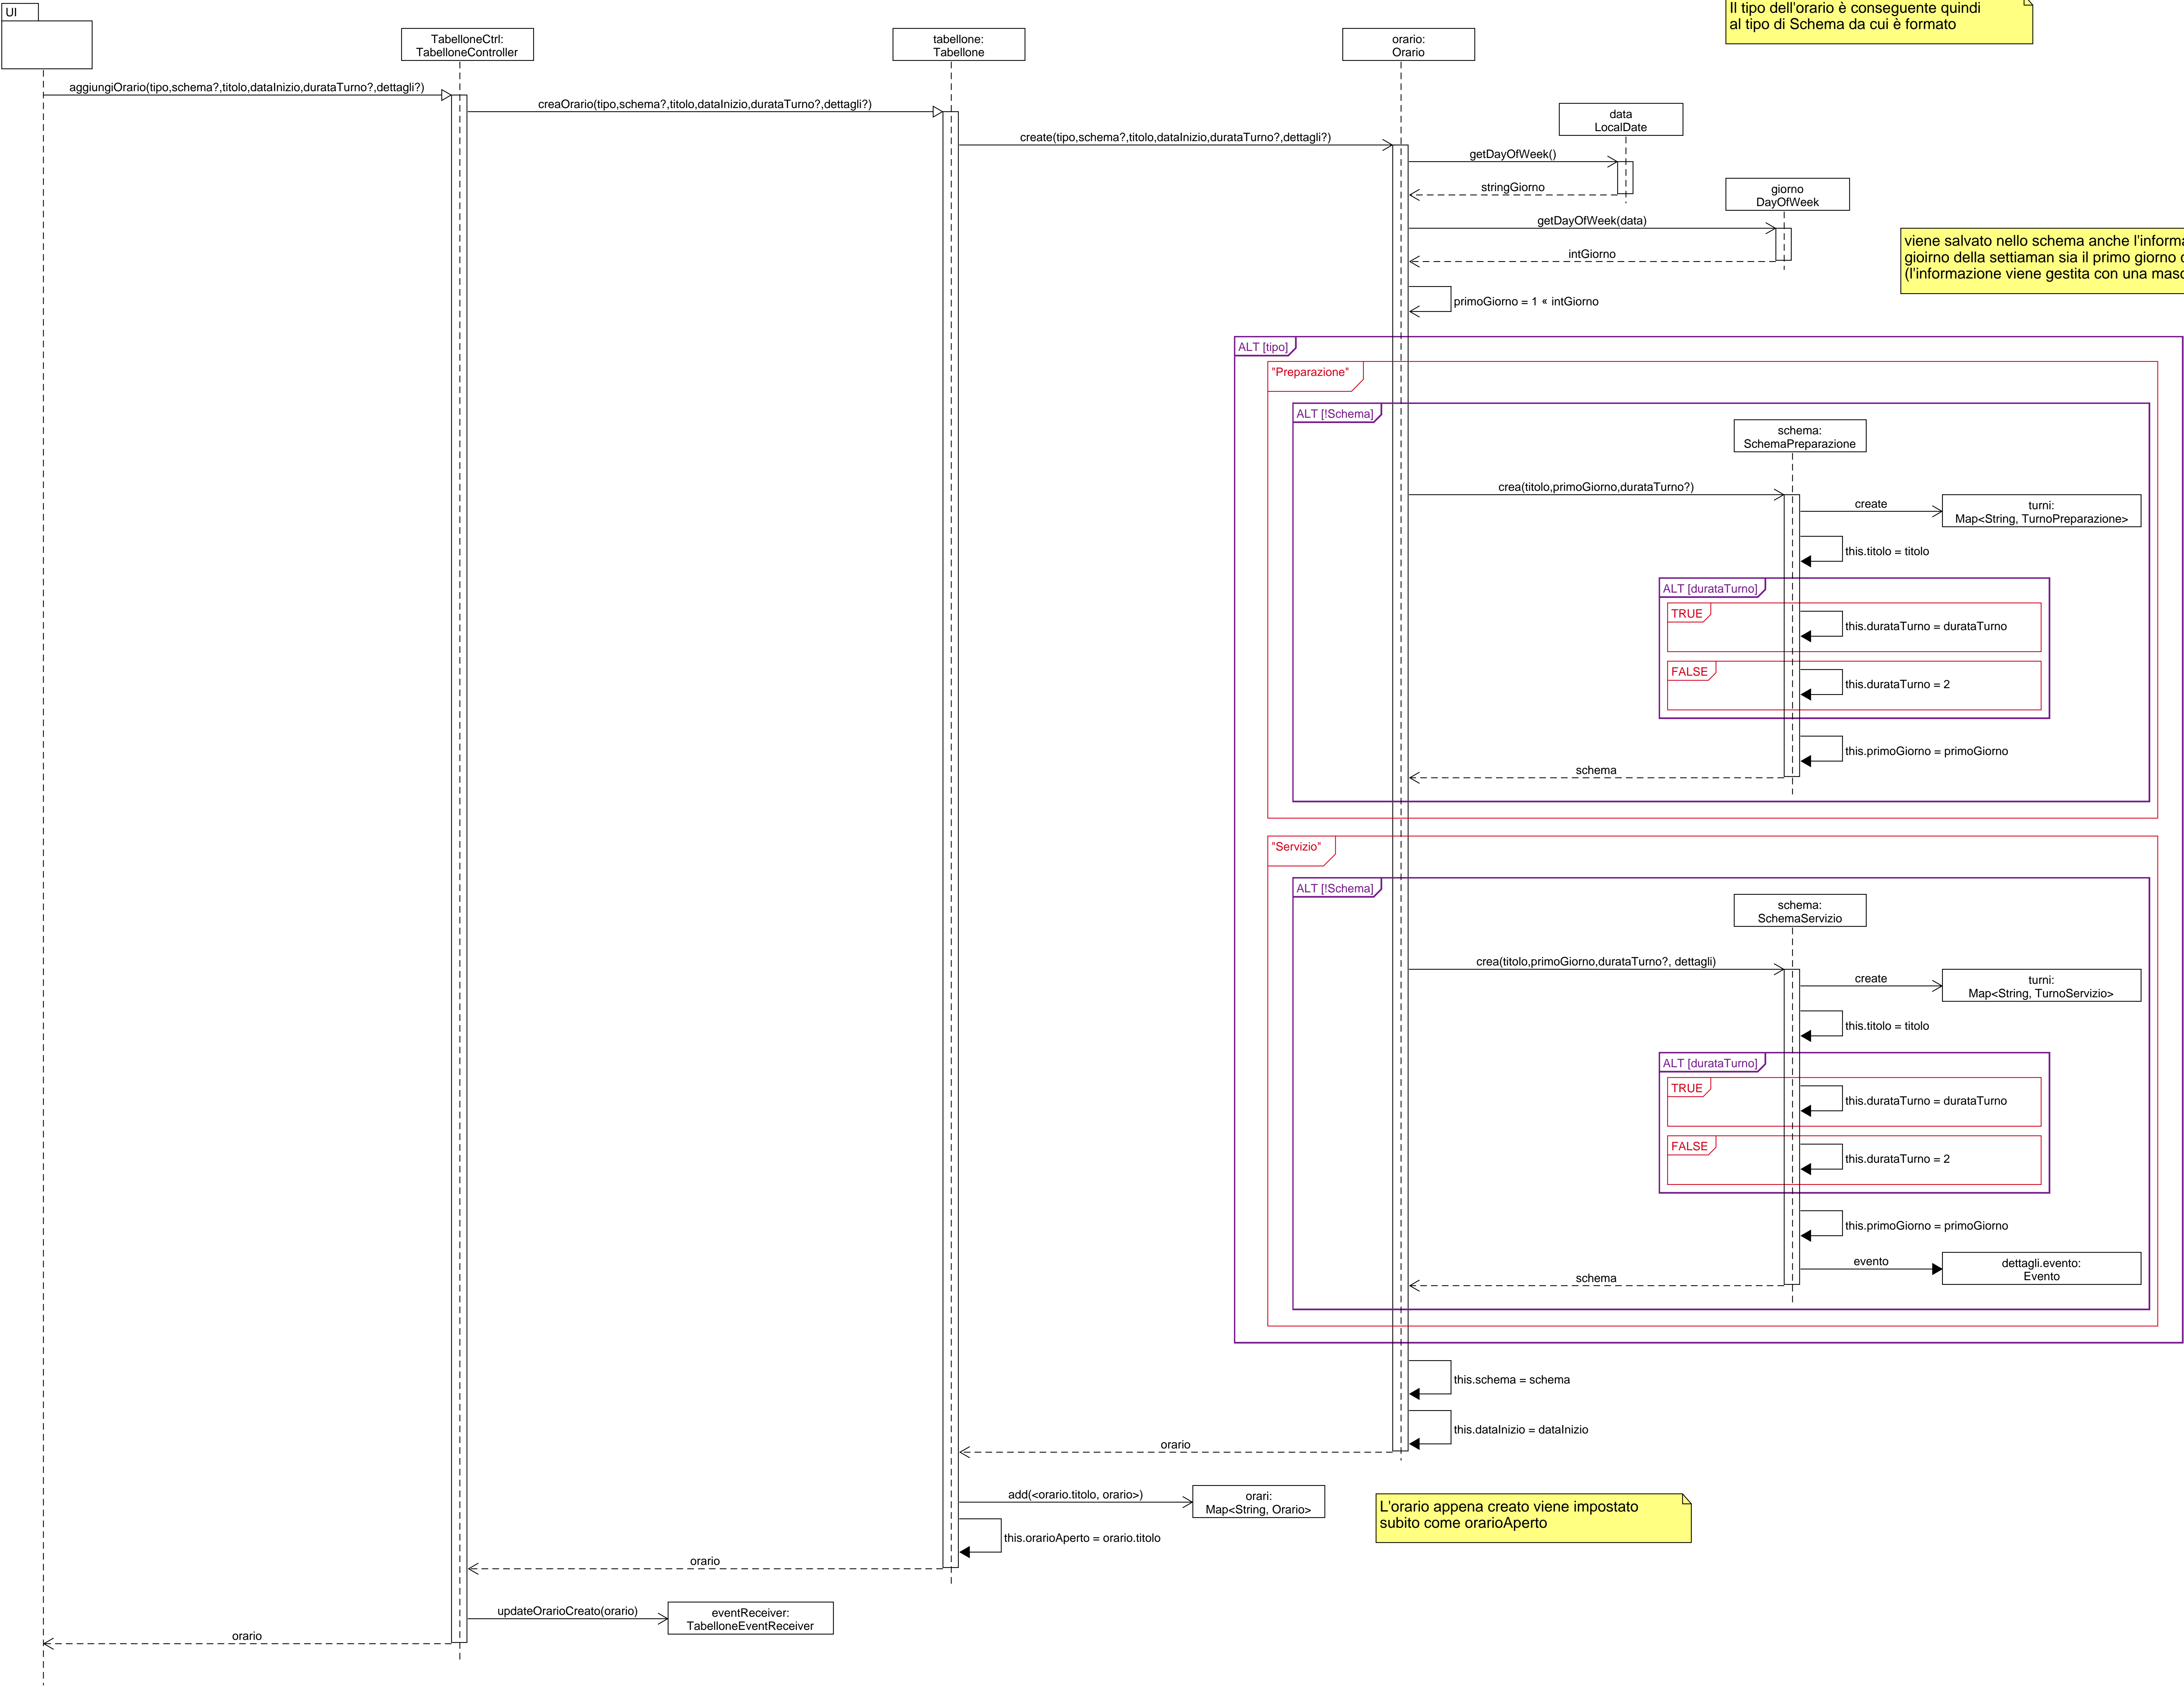 UI
Il tipo dell'orario è conseguente quindi
al tipo di Schema da cui è formato
TabelloneCtrl:
TabelloneController
tabellone:
Tabellone
orario:
Orario
aggiungiOrario(tipo,schema?,titolo,dataInizio,durataTurno?,dettagli?)
creaOrario(tipo,schema?,titolo,dataInizio,durataTurno?,dettagli?)
data
LocalDate
create(tipo,schema?,titolo,dataInizio,durataTurno?,dettagli?)
getDayOfWeek()
stringGiorno
giorno
DayOfWeek
getDayOfWeek(data)
intGiorno
viene salvato nello schema anche l'informa
gioirno della settiaman sia il primo giorno
(l'informazione viene gestita con una
primoGiorno = 1 « intGiorno
ALT [tipo]
"Preparazione"
ALT [!Schema]
schema:
SchemaPreparazione
crea(titolo,primoGiorno,durataTurno?)
create
turni:
Map<String, TurnoPreparazione>
this.titolo = titolo
ALT [durataTurno]
TRUE
this.durataTurno = durataTurno
FALSE
this.durataTurno = 2
this.primoGiorno = primoGiorno
schema
"Servizio"
ALT [!Schema]
schema:
SchemaServizio
crea(titolo,primoGiorno,durataTurno?, dettagli)
create
turni:
Map<String, TurnoServizio>
this.titolo = titolo
ALT [durataTurno]
TRUE
this.durataTurno = durataTurno
FALSE
this.durataTurno = 2
this.primoGiorno = primoGiorno
evento
dettagli.evento:
Evento
schema
this.schema = schema
this.dataInizio = dataInizio
orario
add(<orario.titolo, orario>)
orari:
Map<String, Orario>
L'orario appena creato viene impostato
subito come orarioAperto
this.orarioAperto = orario.titolo
orario
updateOrarioCreato(orario)
eventReceiver:
TabelloneEventReceiver
orario